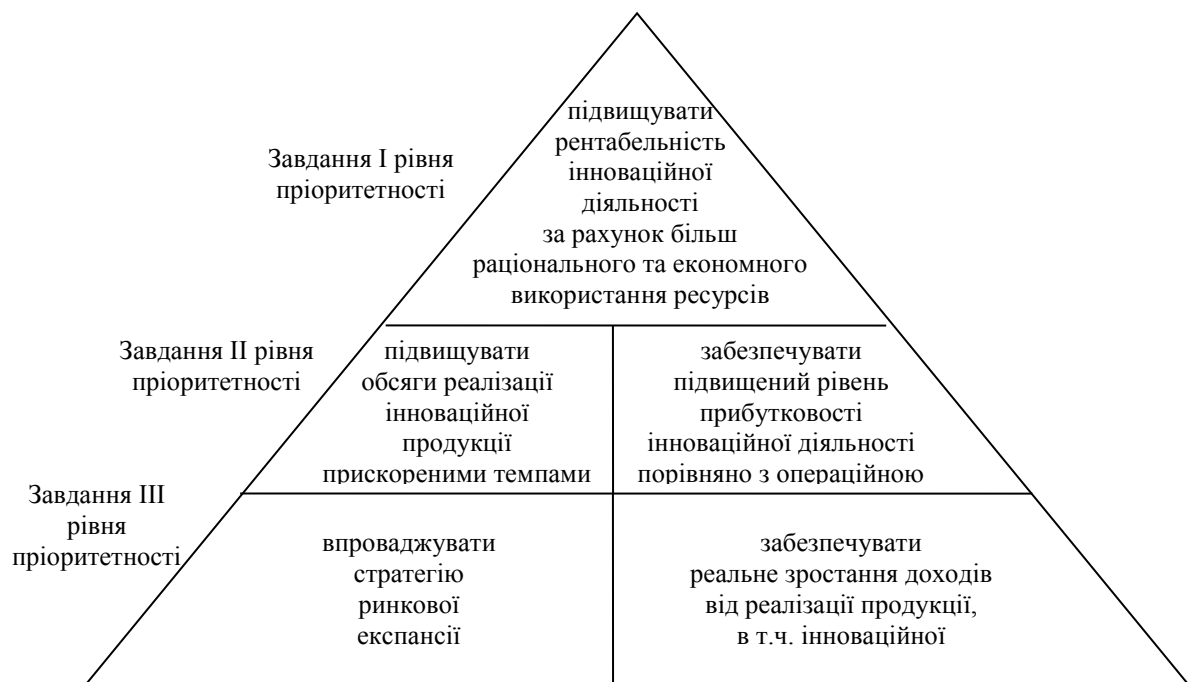 Завдання І рівня
пріоритетності
підвищувати
рентабельність
інноваційної
діяльності
за рахунок більш
раціонального та економного
використання ресурсів
Завдання ІІ рівня
пріоритетності
підвищувати
обсяги реалізації
інноваційної
продукції
прискореними темпами
забезпечувати
підвищений рівень
прибутковості
інноваційної діяльності
порівняно з операційною
Завдання ІІІ
рівня
пріоритетності
впроваджувати
стратегію
ринкової
експансії
забезпечувати
реальне зростання доходів
від реалізації продукції,
в т.ч. інноваційної